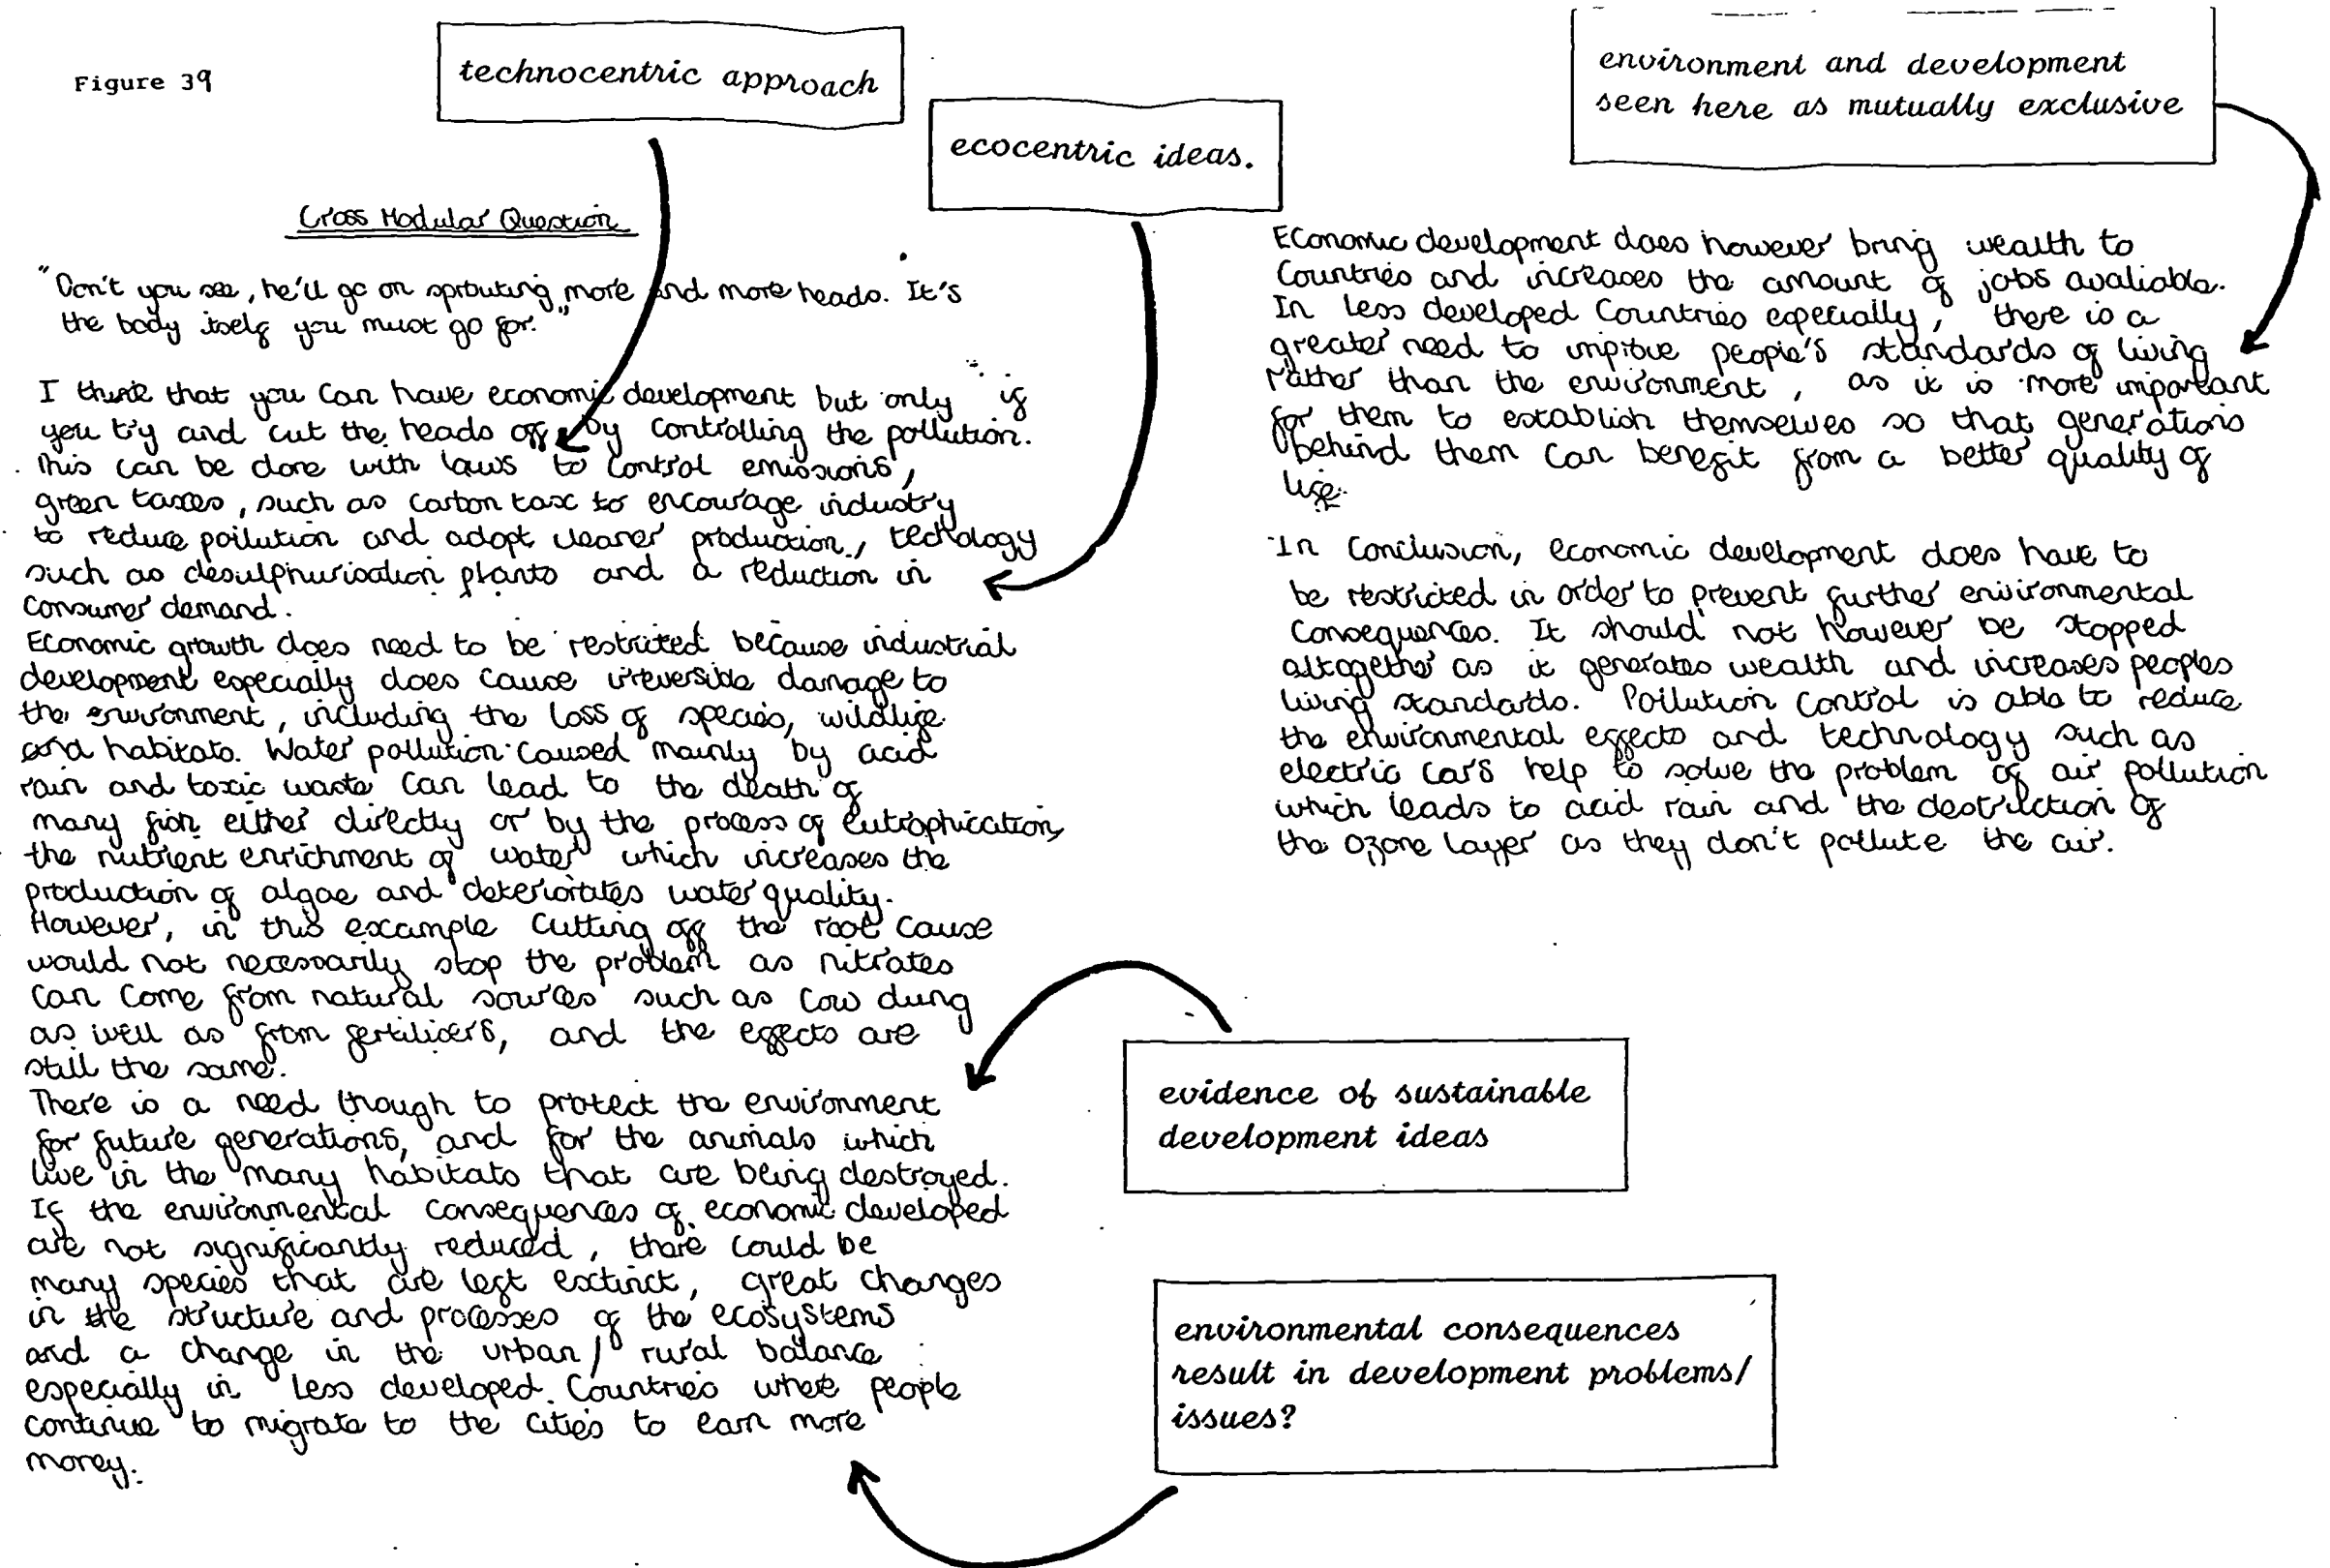 Figure 39
technocentric approach
ecocentric ideas.
environment and development
seen here as mutually exclusive
Cross Modular Question
"Don't you see, he'll go on sprouting more and more heads. It's
the body itself you must go for."
I think that you can have economic development but only if
you try and cut the heads off by controlling the pollution.
This can be done with laws to control emissions,
green taxes, such as carbon tax to encourage industry
to reduce pollution and adopt cleaner production, technology
such as desulphurisation plants and a reduction in
consumer demand.
Economic growth does need to be restricted because industrial
development especially does cause irreversible damage to
the environment, including the loss of species, wildlife
and habitats. Water pollution caused mainly by acid
rain and toxic waste can lead to the death of
many fish either directly or by the process of eutrophication,
the nutrient enrichment of water which increases the
production of algae and deteriorates water quality.
However, in this example cutting off the root cause
would not necessarily stop the problem as nitrates
can come from natural sources such as cow dung
as well as from fertilisers, and the effects are
still the same.
There is a need though to protect the environment
for future generations, and for the animals which
live in the many habitats that are being destroyed.
If the environmental consequences of economic developed
are not significantly reduced, there could be
many species that are left extinct, great changes
in the structure and processes of the ecosystems
and a change in the urban / rural balance
especially in less developed Countries where people
continue to migrate to the cities to earn more
money.
Economic development does however bring wealth to
Countries and increases the amount of jobs avaliable.
In less developed Countries especially, there is a
greater need to improve people's standards of living
rather than the environment, as it is more important
for them to establish themselves so that generations
behind them can benefit from a better quality of
life.
In Conclusion, economic development does have to
be restricted in order to prevent further environmental
consequences. It should not however be stopped
altogether as it generates wealth and increases peoples
living standards. Pollution control is able to reduce
the environmental effects and technology such as
electric cars help to solve the problem of air pollution
which leads to acid rain and the destruction of
the ozone layer as they don't pollute the air.
evidence of sustainable
development ideas
environmental consequences
result in development problems/
issues?